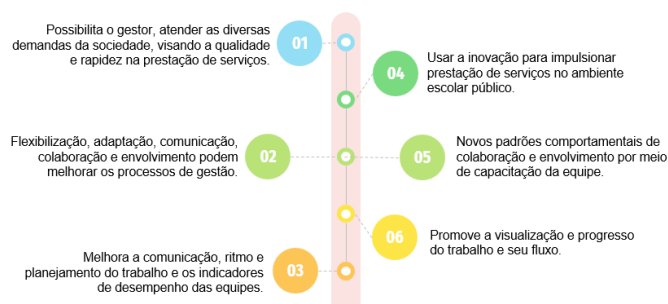 Possibilita o gestor, atender as diversas
demandas da sociedade, visando a qualidade
e rapidez na prestação de serviços.
01
04
Usar a inovação para impulsionar
prestação de serviços no ambiente
escolar público.
Flexibilização, adaptação, comunicação,
colaboração e envolvimento podem
melhorar os processos de gestão.
02
05
Novos padrões comportamentais de
colaboração e envolvimento por meio
de capacitação da equipe.
06
Promove a visualização e progresso
do trabalho e seu fluxo.
Melhora a comunicação, ritmo e
planejamento do trabalho e os indicadores
de desempenho das equipes.
03